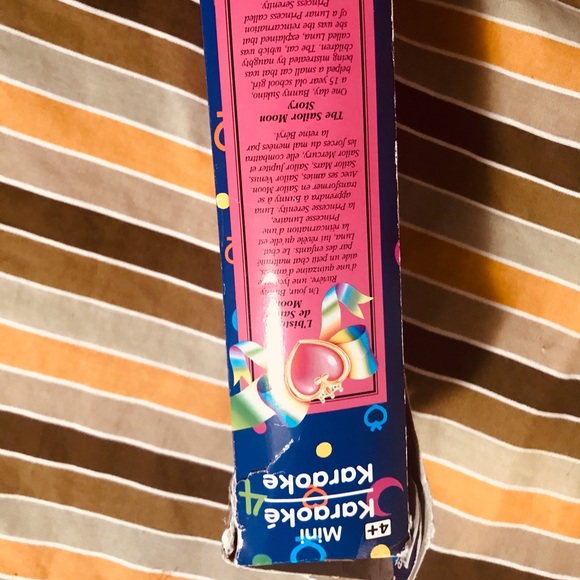 4+ Mini
Karaoké
Karaoke
de
Moon
Un jour, Bunny
Rivière, une
d'une quinzaine d'années,
aide un petit chat maltraité
par des enfants. Le chat,
Luna, lui révèle qu'elle est
la réincarnation d'une
Princesse Lunaire,
la Princesse Serenity. Luna
apprendra à Bunny à se
transformer en Sailor Moon
Avec ses amies, Sailor Venus,
Sailor Mars, Sailor Jupiter et
Sailor Mercury, elle combattra
les forces du mal menées par
la reine Béryl.
The Sailor Moon
Story
One day, Bunny Sukino,
a 15 year old school girl,
helped a small cat that was
being mistreated by naughty
children. The cat, which was
called Luna, explained that
she was the reincarnation
of a Lunar Princess called
Princess Serenity.